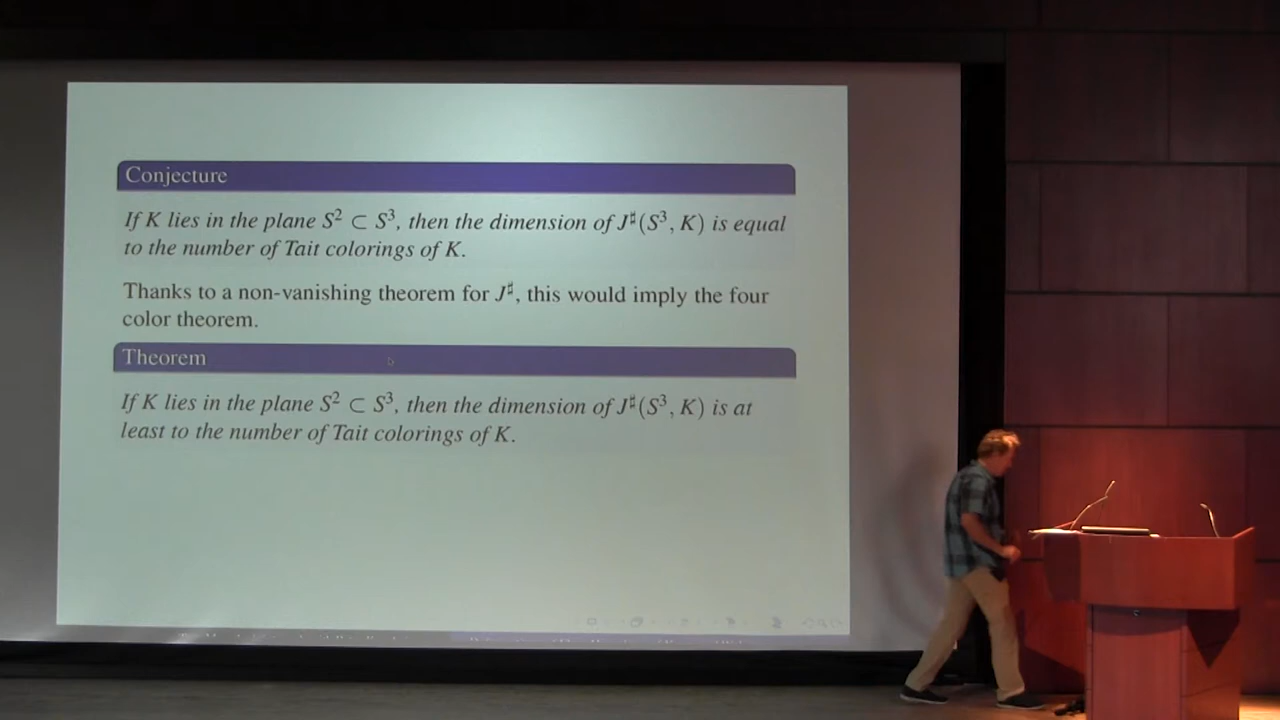 Conjecture
If K lies in the plane S² ⊂ S³, then the dimension of J♯(S³, K) is equal
to the number of Tait colorings of K.
Thanks to a non-vanishing theorem for J♯, this would imply the four
color theorem.
Theorem
If K lies in the plane S² ⊂ S³, then the dimension of J♯(S³, K) is at
least to the number of Tait colorings of K.